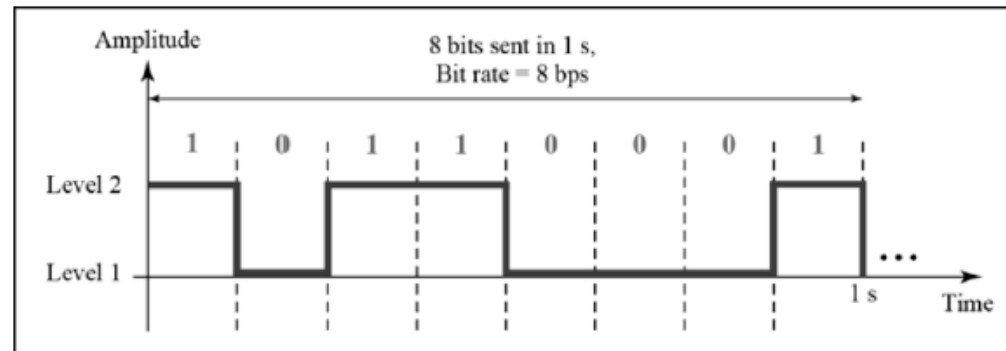 Amplitude
8 bits sent in 1 s,
Bit rate = 8 bps
1 0 1 1 0 0 0 1
Level 2
Level 1
...
1 s
Time